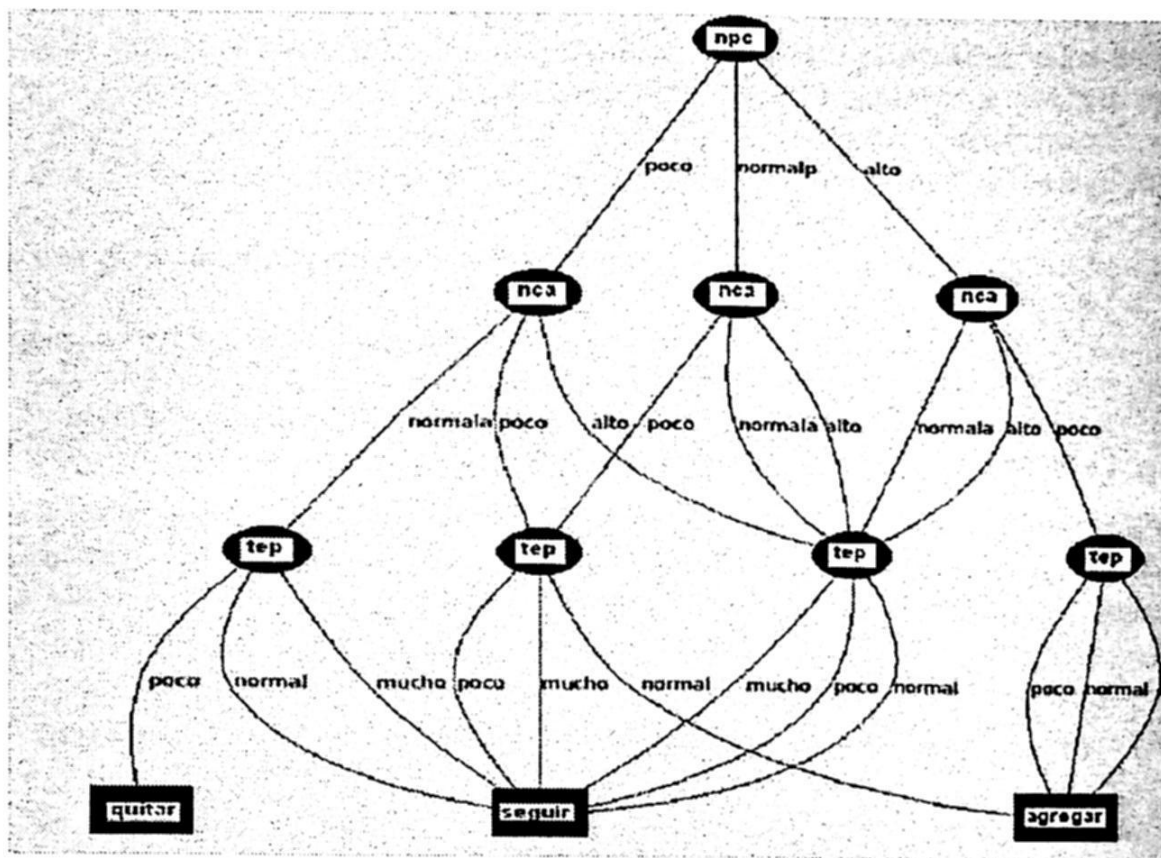 npc
poco normalp alto
nca nca nca
normala poco alto poco normala alto normala alto poco
tep tep tep tep
poco normal mucho poco mucho normal mucho poco normal poco normal
quitar seguir agregar